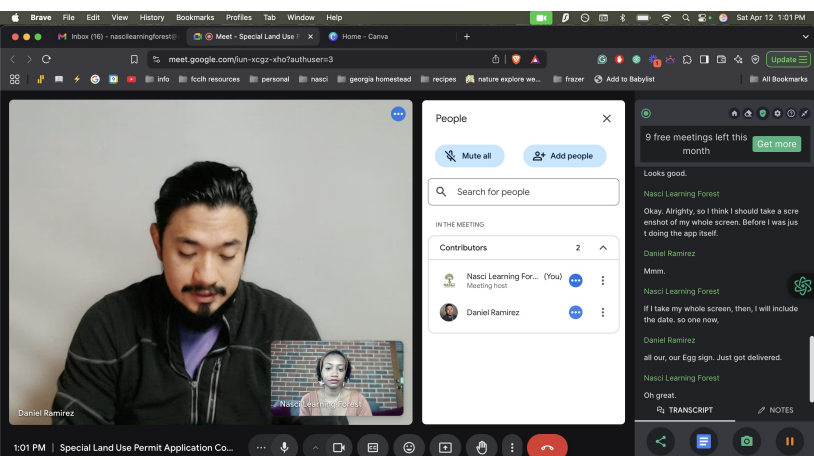 Brave File Edit View History Bookmarks Profiles Tab Window Help Sat Apr 12 1:01 PM
Inbox (16) - nascilearningforest@ Meet - Special Land Use P Home - Canva
meet.google.com/iun-xcgz-xho?authuser=3 Update
info fcclh resources personal nasci georgia homestead recipes nature explore we... frazer Add to Babylist All Bookmarks
Daniel Ramirez
Nasci Learning Forest
People
Mute all Add people
Search for people
IN THE MEETING
Contributors 2
Nasci Learning For... (You)
Meeting host
Daniel Ramirez
9 free meetings left this month
Get more
Looks good.
Nasci Learning Forest
Okay. Alrighty, so I think I should take a scre
enshot of my whole screen. Before I was jus
t doing the app itself.
Daniel Ramirez
Mmm.
Nasci Learning Forest
If I take my whole screen, then, I will include
the date. so one now,
Daniel Ramirez
all our, our Egg sign. Just got delivered.
Nasci Learning Forest
Oh great.
TRANSCRIPT NOTES
1:01 PM | Special Land Use Permit Application Co...